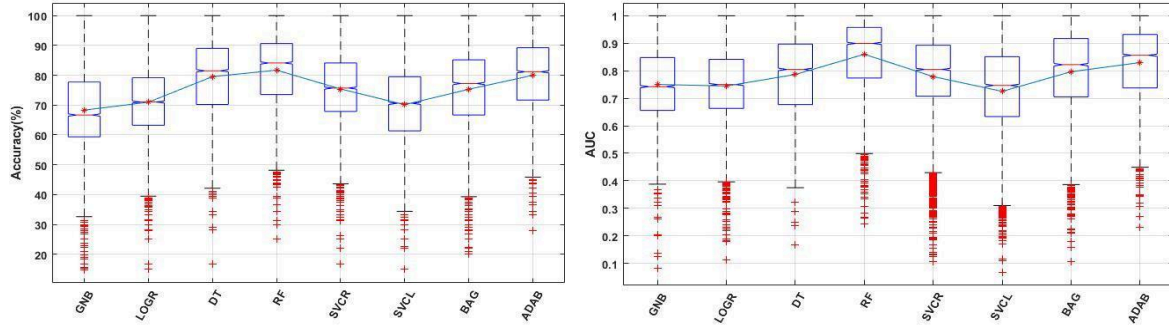 100
90
80
70
60
50
40
30
20
Accuracy(%)
GNB
LOGR
DT
RF
SVCR
SVCL
BAG
ADAB
1
0.9
0.8
0.7
0.6
0.5
0.4
0.3
0.2
0.1
AUC
GNB
LOGR
DT
RF
SVCR
SVCL
BAG
ADAB